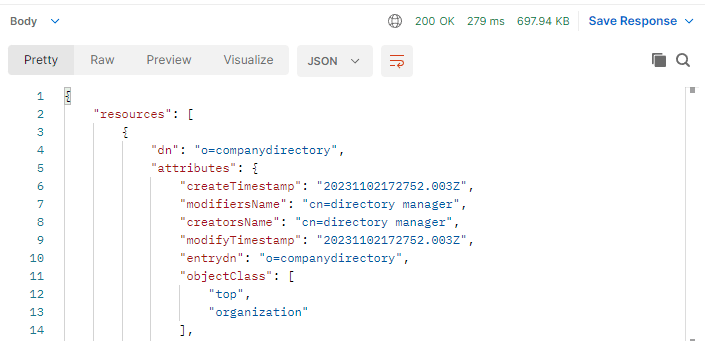 Body 200 OK 279 ms 697.94 KB Save Response
Pretty Raw Preview Visualize JSON
1 {
2 "resources": [
3 {
4 "dn": "o=companydirectory",
5 "attributes": {
6 "createTimestamp": "20231102172752.003Z",
7 "modifiersName": "cn=directory manager",
8 "creatorsName": "cn=directory manager",
9 "modifyTimestamp": "20231102172752.003Z",
10 "entrydn": "o=companydirectory",
11 "objectClass": [
12 "top",
13 "organization"
14 ],